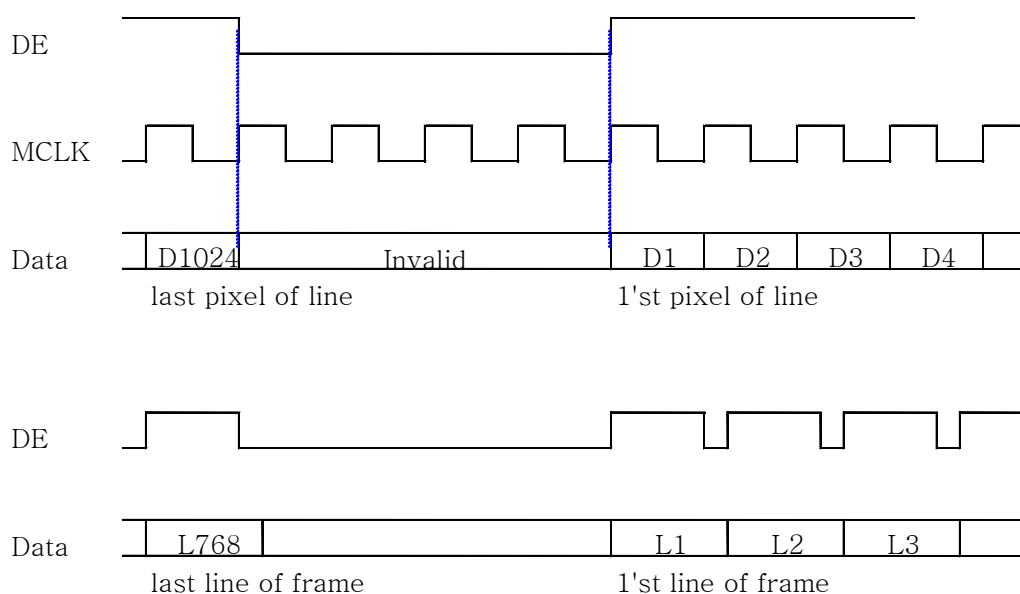 DE
MCLK
Data D1024 Invalid D1 D2 D3 D4
last pixel of line 1'st pixel of line
DE
Data L768 L1 L2 L3
last line of frame 1'st line of frame